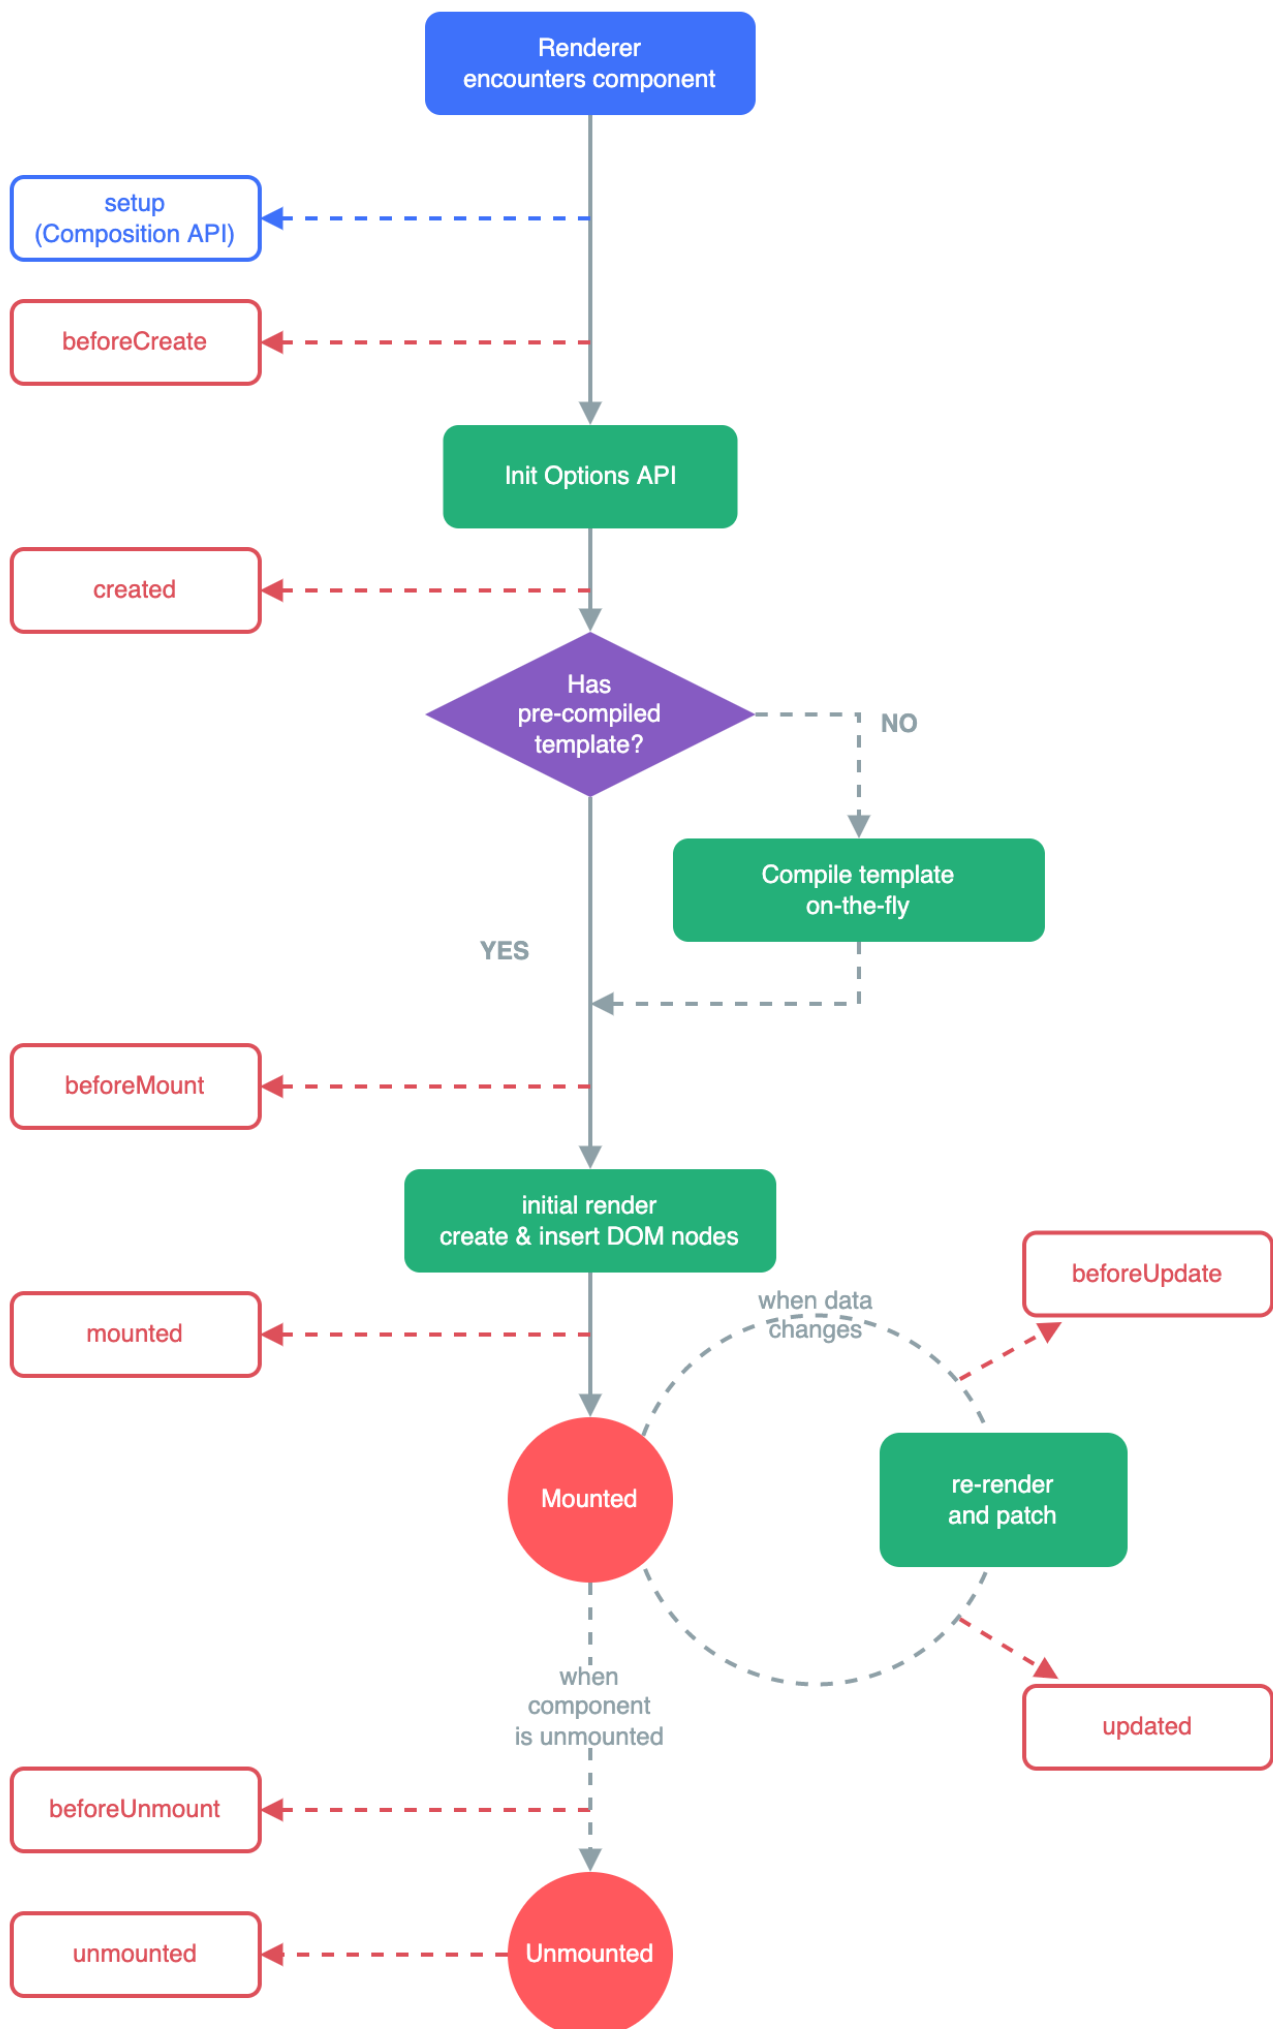 Renderer
encounters component
setup
(Composition API)
beforeCreate
Init Options API
created
Has
pre-compiled
template?
NO
Compile template
on-the-fly
YES
beforeMount
initial render
create & insert DOM nodes
beforeUpdate
when data
changes
mounted
re-render
and patch
Mounted
when
component
is unmounted
updated
beforeUnmount
unmounted
Unmounted